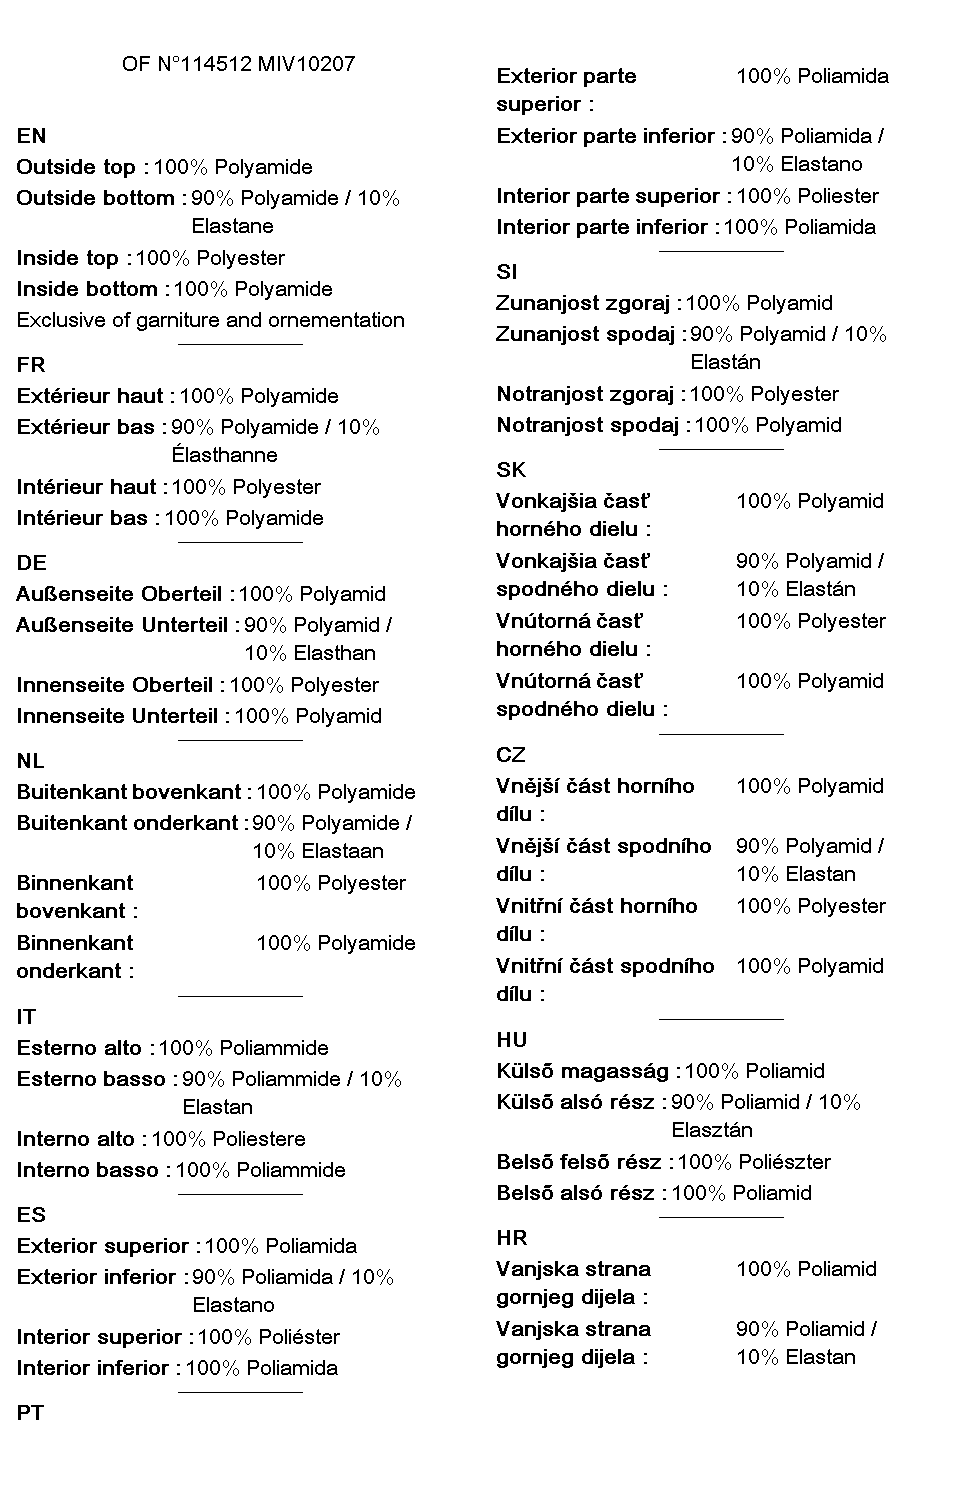 OF N°114512 MIV10207
EN
Outside top : 100% Polyamide
Outside bottom : 90% Polyamide / 10%
Elastane
Inside top : 100% Polyester
Inside bottom : 100% Polyamide
Exclusive of garniture and ornementation
FR
Extérieur haut : 100% Polyamide
Extérieur bas : 90% Polyamide / 10%
Élasthanne
Intérieur haut : 100% Polyester
Intérieur bas : 100% Polyamide
DE
Außenseite Oberteil : 100% Polyamid
Außenseite Unterteil : 90% Polyamid /
10% Elasthan
Innenseite Oberteil : 100% Polyester
Innenseite Unterteil : 100% Polyamid
NL
Buitenkant bovenkant : 100% Polyamide
Buitenkant onderkant : 90% Polyamide /
10% Elastaan
Binnenkant 100% Polyester
bovenkant :
Binnenkant 100% Polyamide
onderkant :
IT
Esterno alto : 100% Poliammide
Esterno basso : 90% Poliammide / 10%
Elastan
Interno alto : 100% Poliestere
Interno basso : 100% Poliammide
ES
Exterior superior : 100% Poliamida
Exterior inferior : 90% Poliamida / 10%
Elastano
Interior superior : 100% Poliéster
Interior inferior : 100% Poliamida
PT
Exterior parte 100% Poliamida
superior :
Exterior parte inferior : 90% Poliamida /
10% Elastano
Interior parte superior : 100% Poliester
Interior parte inferior : 100% Poliamida
SI
Zunanjost zgoraj : 100% Polyamid
Zunanjost spodaj : 90% Polyamid / 10%
Elastán
Notranjost zgoraj : 100% Polyester
Notranjost spodaj : 100% Polyamid
SK
Vonkajšia časť 100% Polyamid
horného dielu :
Vonkajšia časť 90% Polyamid /
spodného dielu : 10% Elastán
Vnútorná časť 100% Polyester
horného dielu :
Vnútorná časť 100% Polyamid
spodného dielu :
CZ
Vnější část horního 100% Polyamid
dílu :
Vnější část spodního 90% Polyamid /
dílu : 10% Elastan
Vnitřní část horního 100% Polyester
dílu :
Vnitřní část spodního 100% Polyamid
dílu :
HU
Külső magasság : 100% Poliamid
Külső alsó rész : 90% Poliamid / 10%
Elasztán
Belső felső rész : 100% Poliészter
Belső alsó rész : 100% Poliamid
HR
Vanjska strana 100% Poliamid
gornjeg dijela :
Vanjska strana 90% Poliamid /
gornjeg dijela : 10% Elastan